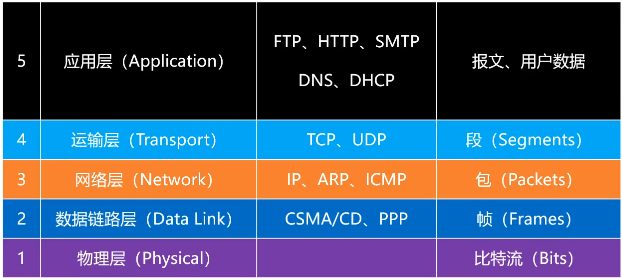 5 应用层（Application） FTP、HTTP、SMTP 报文、用户数据
DNS、DHCP
4 运输层（Transport） TCP、UDP 段（Segments）
3 网络层（Network） IP、ARP、ICMP 包（Packets）
2 数据链路层（Data Link） CSMA/CD、PPP 帧（Frames）
1 物理层（Physical） 比特流（Bits）